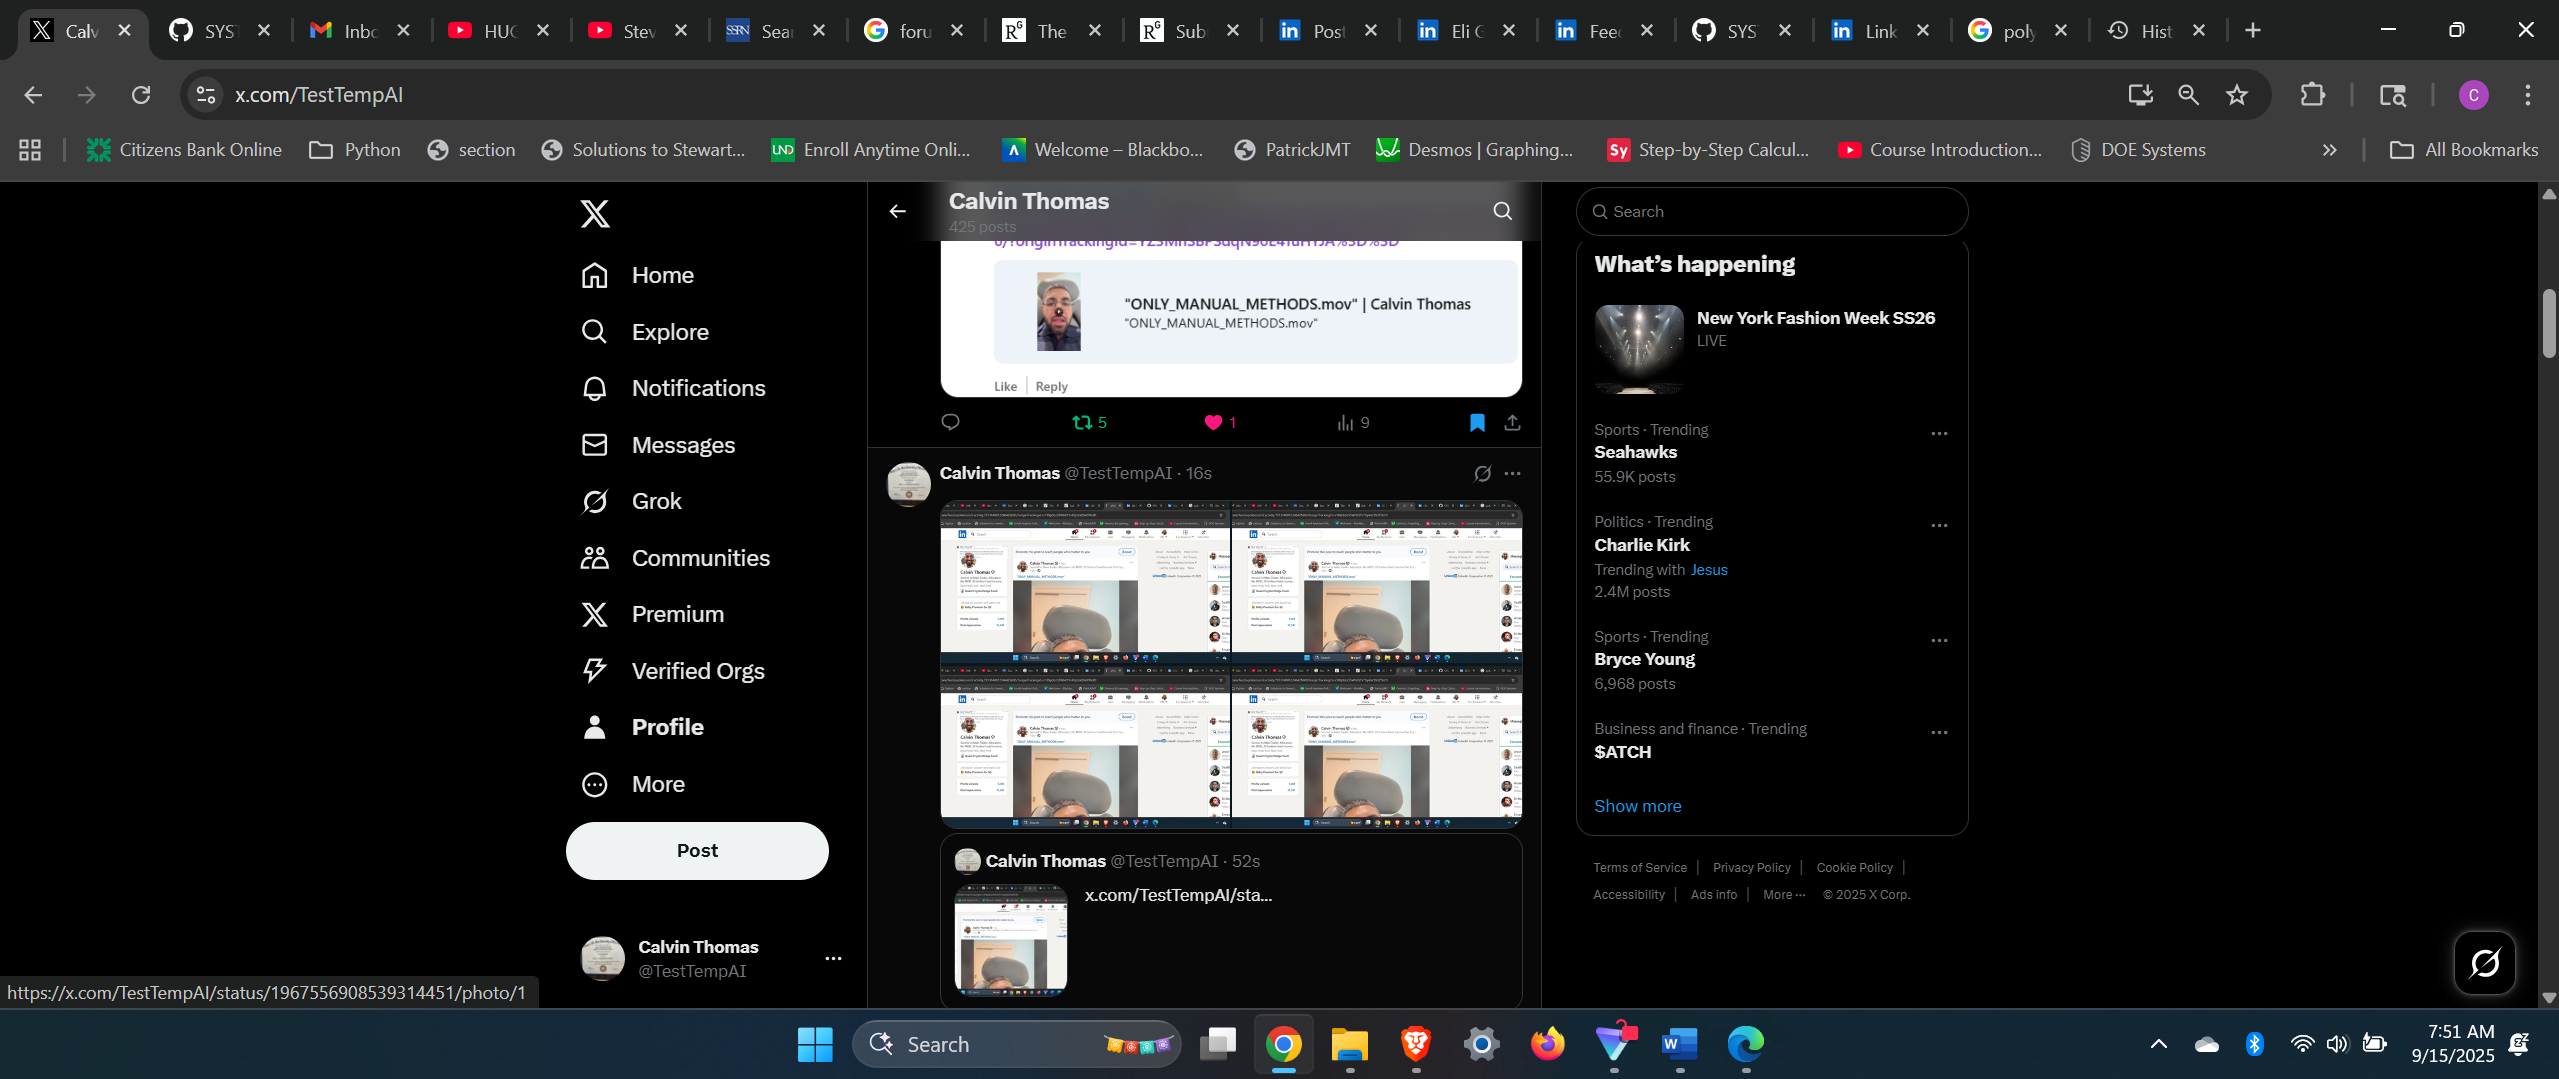 Calv
SYS
Inbo
HUG
Stev
Sear
foru
The
Sub
Post
Eli G
Feed
SYS
Link
poly
Hist
x.com/TestTempAI
C
Citizens Bank Online
Python
section
Solutions to Stewart...
Enroll Anytime Onli...
Welcome – Blackbo...
PatrickJMT
Desmos | Graphing...
Step-by-Step Calcul...
Course Introduction...
DOE Systems
All Bookmarks
Home
Explore
Notifications
Messages
Grok
Communities
Premium
Verified Orgs
Profile
More
Post
Calvin Thomas
@TestTempAI
https://x.com/TestTempAI/status/1967556908539314451/photo/1
Calvin Thomas
425 posts
"ONLY_MANUAL_METHODS.mov" | Calvin Thomas
"ONLY_MANUAL_METHODS.mov"
Like | Reply
5
1
9
Calvin Thomas @TestTempAI · 16s
Calvin Thomas @TestTempAI · 52s
x.com/TestTempAI/sta...
Search
What's happening
New York Fashion Week SS26
LIVE
Sports · Trending
Seahawks
55.9K posts
Politics · Trending
Charlie Kirk
Trending with Jesus
2.4M posts
Sports · Trending
Bryce Young
6,968 posts
Business and finance · Trending
$ATCH
Show more
Terms of Service | Privacy Policy | Cookie Policy |
Accessibility | Ads info | More ··· © 2025 X Corp.
Search
7:51 AM
9/15/2025